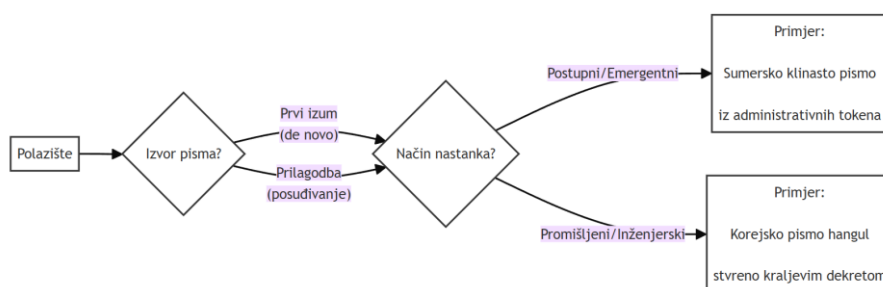 Polazište
Izvor pisma?
Prvi izum
(de novo)
Prilagodba
(posuđivanje)
Način nastanka?
Postupni/Emergentni
Promišljeni/Inženjerski
Primjer:
Sumersko klinasto pismo
iz administrativnih tokena
Primjer:
Korejsko pismo hangul
stvreno kraljevim dekretom